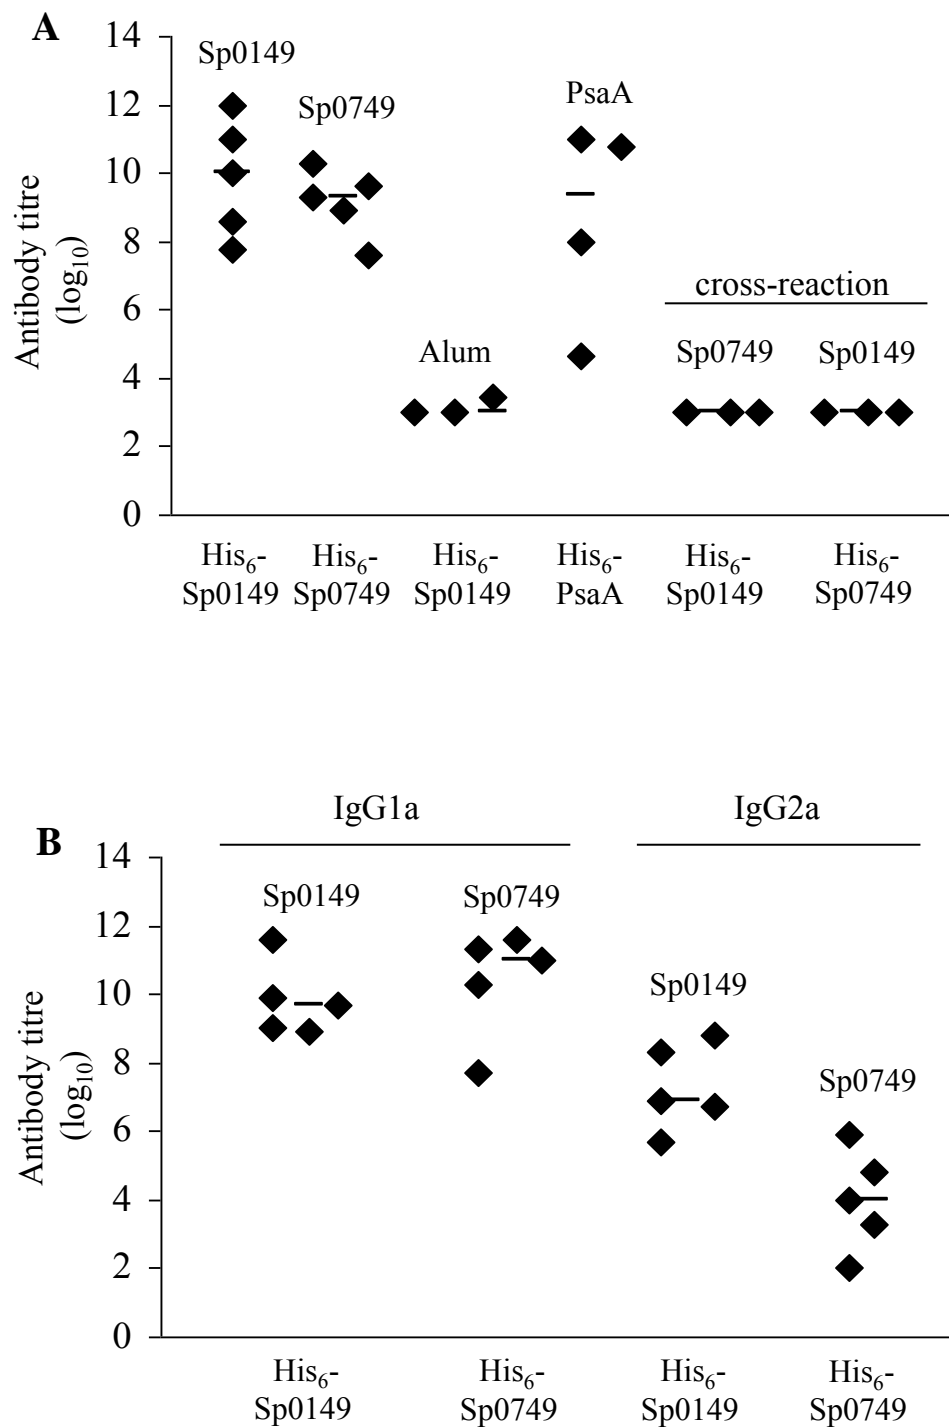 A
14
12
10
8
6
4
2
0
Antibody titre
(log₁₀)
Sp0149
Sp0749
Alum
PsaA
cross-reaction
Sp0749
Sp0149
His₆-
Sp0149
His₆-
Sp0749
His₆-
Sp0149
His₆-
PsaA
His₆-
Sp0149
His₆-
Sp0749
B
14
12
10
8
6
4
2
0
Antibody titre
(log₁₀)
IgG1a
IgG2a
Sp0149
Sp0749
Sp0149
Sp0749
His₆-
Sp0149
His₆-
Sp0749
His₆-
Sp0149
His₆-
Sp0749